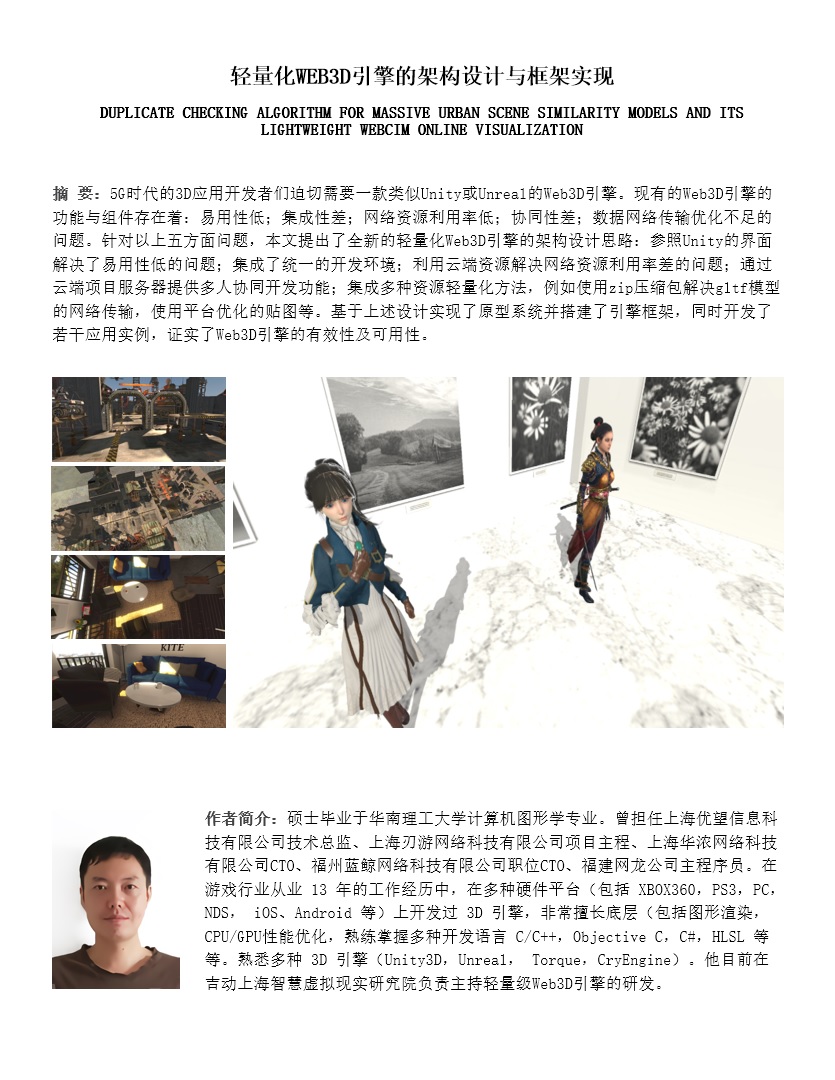 轻量化WEB3D引擎的架构设计与框架实现
DUPLICATE CHECKING ALGORITHM FOR MASSIVE URBAN SCENE SIMILARITY MODELS AND ITS
LIGHTWEIGHT WEBCIM ONLINE VISUALIZATION
摘 要：5G时代的3D应用开发者们迫切需要一款类似Unity或Unreal的Web3D引擎。现有的Web3D引擎的
功能与组件存在着：易用性低；集成性差；网络资源利用率低；协同性差；数据网络传输优化不足的
问题。针对以上五方面问题，本文提出了全新的轻量化Web3D引擎的架构设计思路：参照Unity的界面
解决了易用性低的问题；集成了统一的开发环境；利用云端资源解决网络资源利用率差的问题；通过
云端项目服务器提供多人协同开发功能；集成多种资源轻量化方法，例如使用zip压缩包解决gltf模型
的网络传输，使用平台优化的贴图等。基于上述设计实现了原型系统并搭建了引擎框架，同时开发了
若干应用实例，证实了Web3D引擎的有效性及可用性。
KITE
作者简介：硕士毕业于华南理工大学计算机图形学专业。曾担任上海优望信息科
技有限公司技术总监、上海刃游网络科技有限公司项目主程、上海华浓网络科技
有限公司CTO、福州蓝鲸网络科技有限公司职位CTO、福建网龙公司主程序员。在
游戏行业从业 13 年的工作经历中，在多种硬件平台（包括 XBOX360，PS3，PC，
NDS， iOS、Android 等）上开发过 3D 引擎，非常擅长底层（包括图形渲染，
CPU/GPU性能优化，熟练掌握多种开发语言 C/C++，Objective C，C#，HLSL 等
等。熟悉多种 3D 引擎（Unity3D，Unreal， Torque，CryEngine）。他目前在
吉动上海智慧虚拟现实研究院负责主持轻量级Web3D引擎的研发。